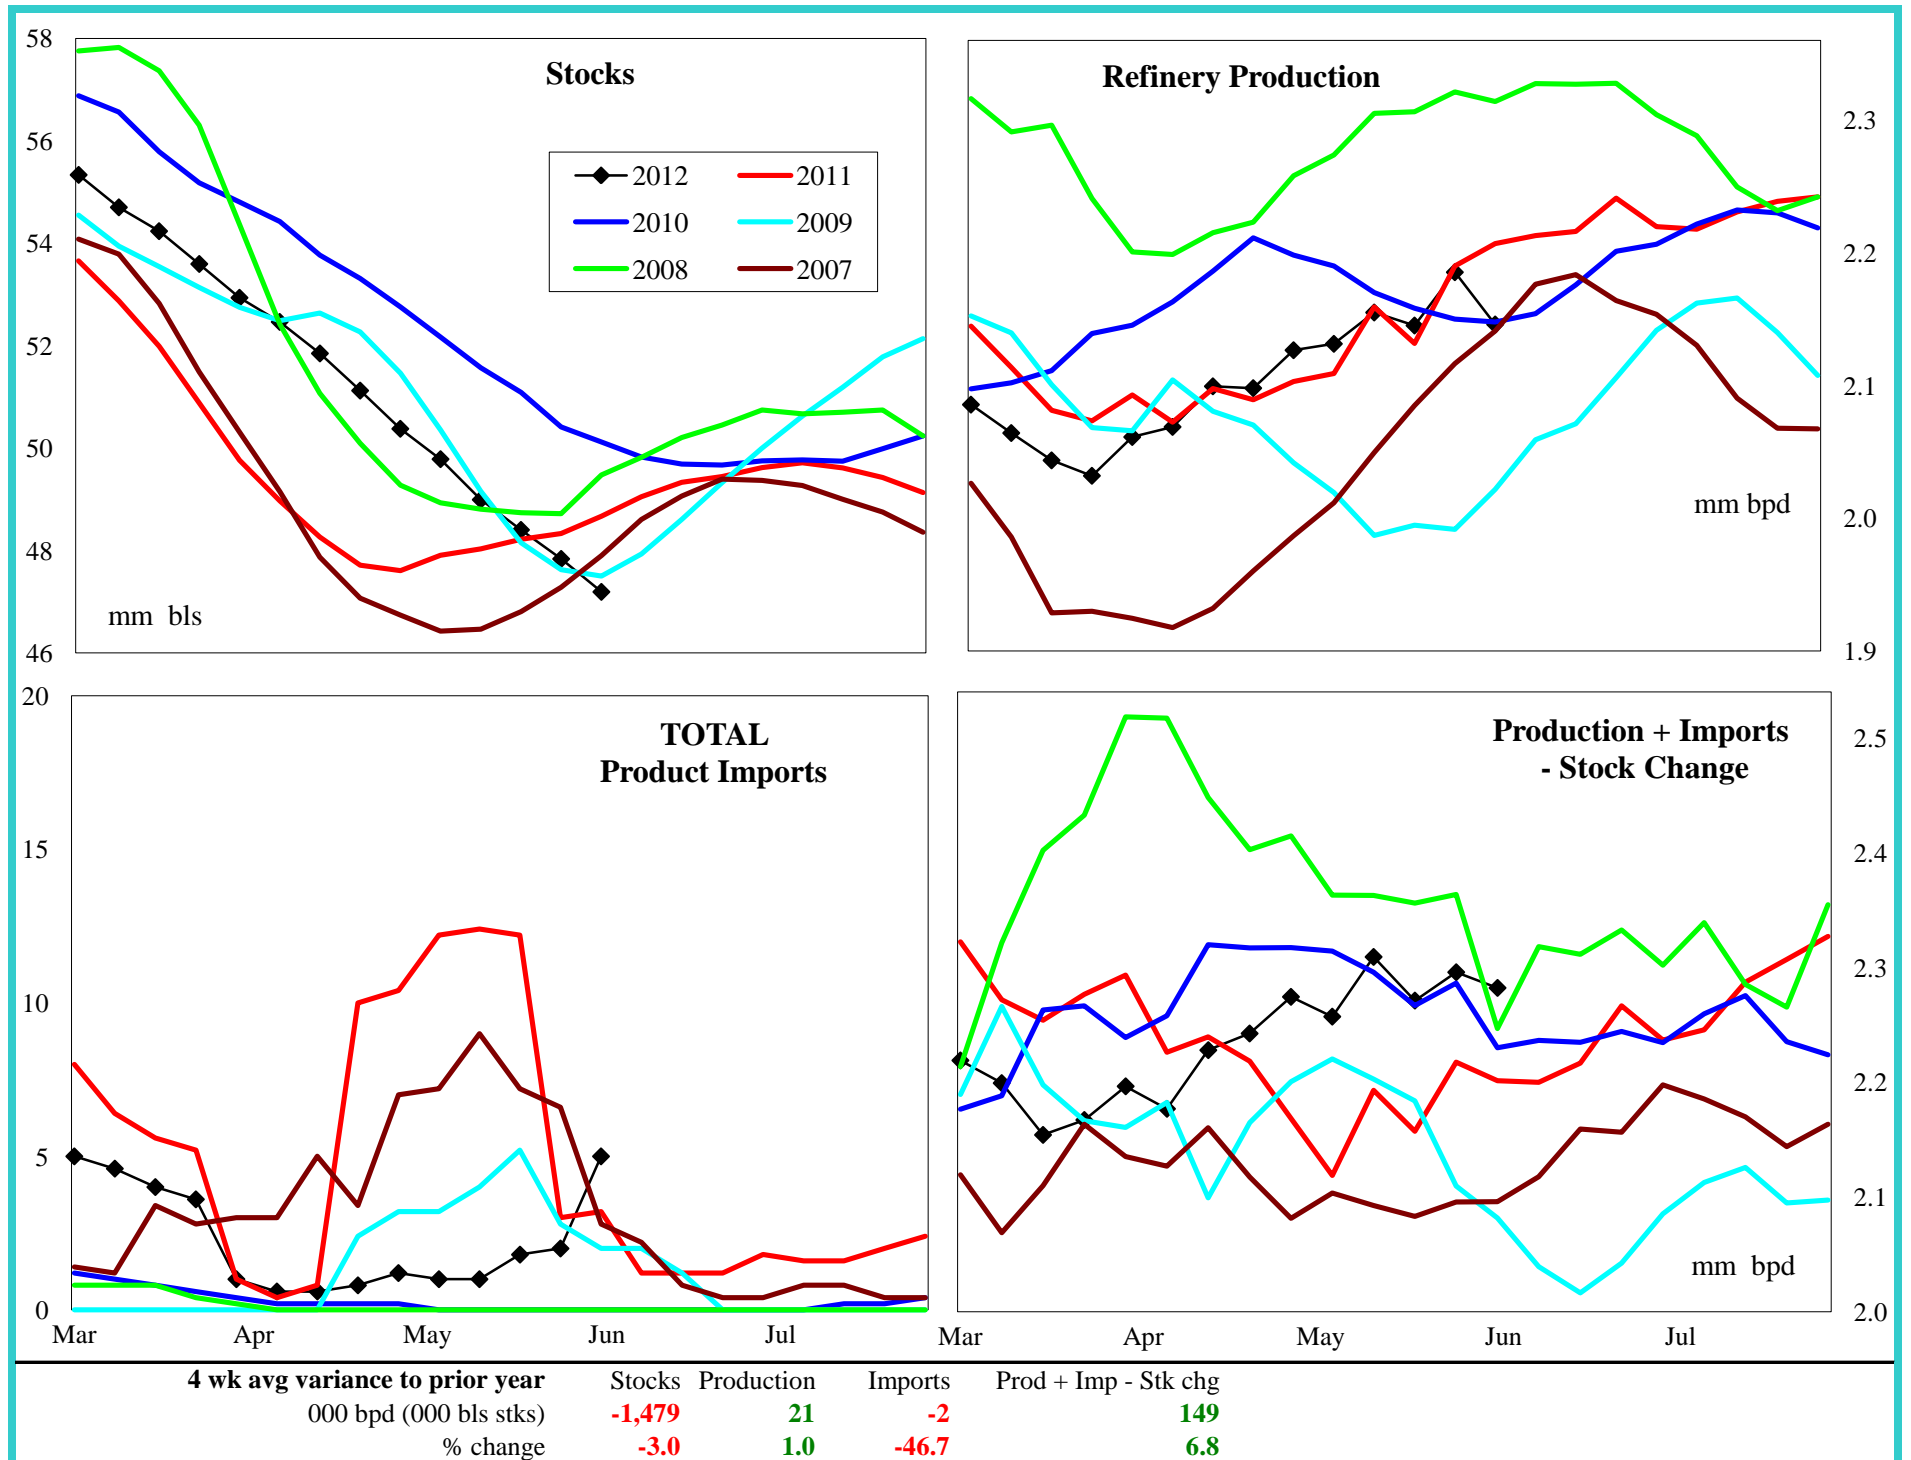 Stocks
58
56
54
52
50
48
46
2012 2011
2010 2009
2008 2007
mm bls
Refinery Production
2.3
2.2
2.1
2.0
1.9
mm bpd
TOTAL
Product Imports
20
15
10
5
0
Mar Apr May Jun Jul
Production + Imports
- Stock Change
2.5
2.4
2.3
2.2
2.1
2.0
mm bpd
Mar Apr May Jun Jul
4 wk avg variance to prior year Stocks Production Imports Prod + Imp - Stk chg
000 bpd (000 bls stks) -1,479 21 -2 149
% change -3.0 1.0 -46.7 6.8